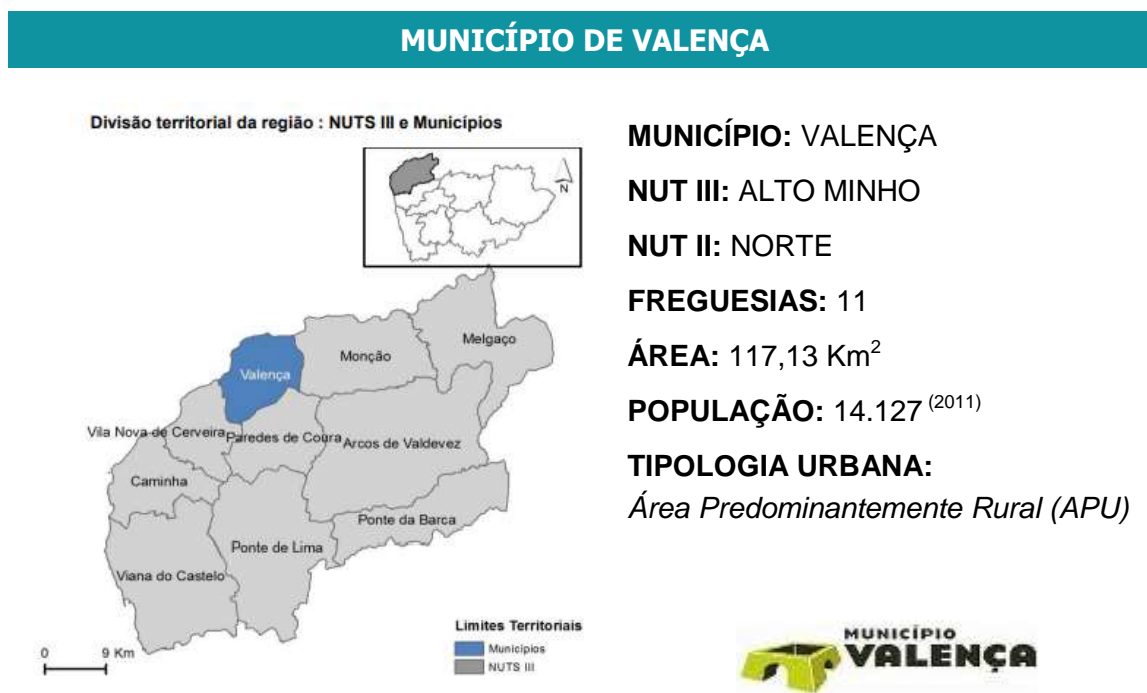 MUNICÍPIO DE VALENÇA
Divisão territorial da região : NUTS III e Municípios
N
Melgaço
Monção
Valença
Vila Nova de Cerveira
Paredes de Coura
Arcos de Valdevez
Caminha
Ponte da Barca
Ponte de Lima
Viana do Castelo
Limites Territoriais
Municípios
NUTS III
0 9 Km
MUNICÍPIO: VALENÇA
NUT III: ALTO MINHO
NUT II: NORTE
FREGUESIAS: 11
ÁREA: 117,13 Km²
POPULAÇÃO: 14.127 (2011)
TIPOLOGIA URBANA:
Área Predominantemente Rural (APU)
MUNICÍPIO
VALENÇA